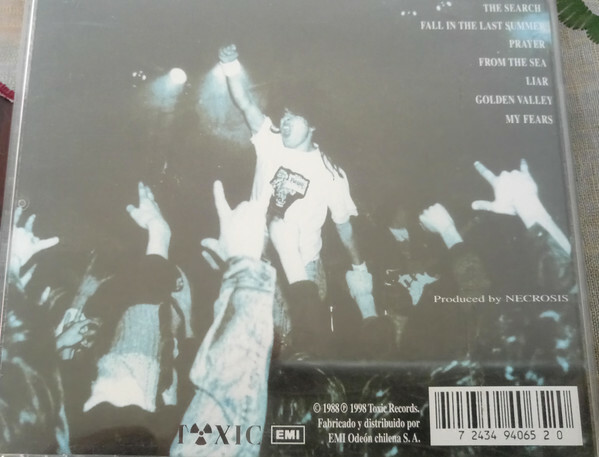 THE SEARCH
FALL IN THE LAST SUMMER
PRAYER
FROM THE SEA
LIAR
GOLDEN VALLEY
MY FEARS
Produced by NECROSIS
© 1988 ℗ 1998 Toxic Records.
Fabricado y distribuido por
EMI Odeón chilena S. A.
TOXIC EMI
7 2434 94065 2 0